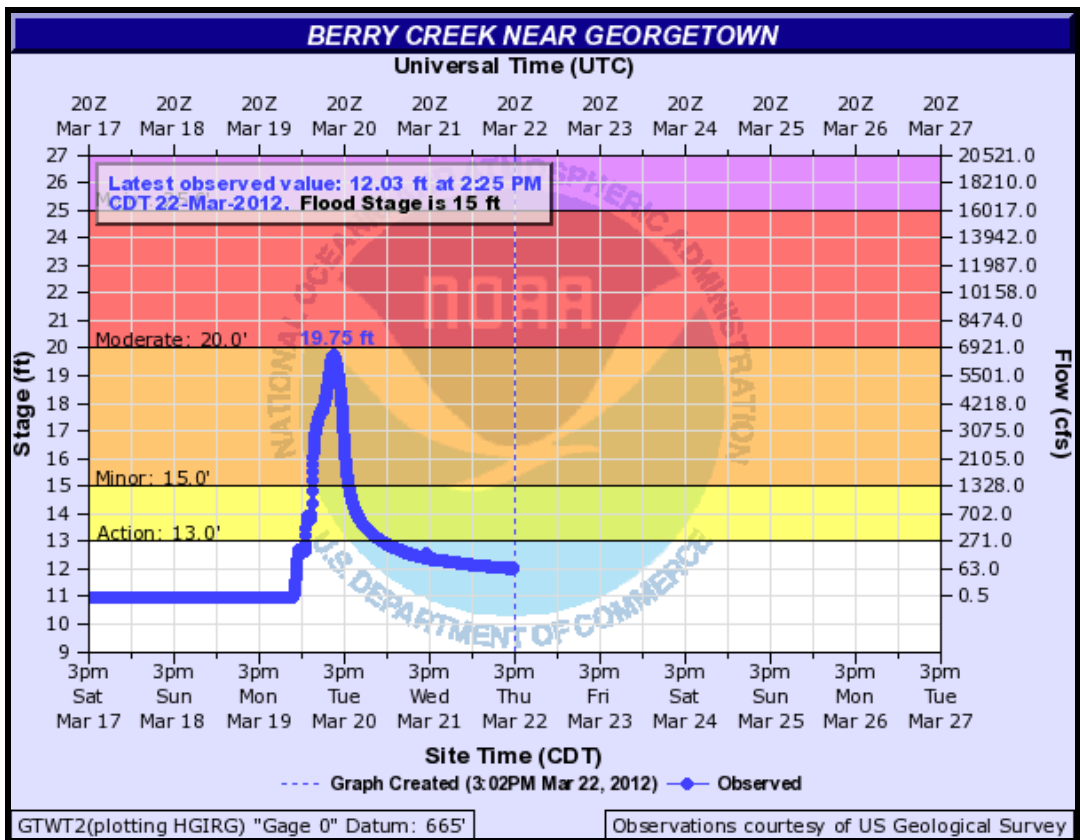 BERRY CREEK NEAR GEORGETOWN
Universal Time (UTC)
20Z 20Z 20Z 20Z 20Z 20Z 20Z 20Z 20Z 20Z 20Z
Mar 17 Mar 18 Mar 19 Mar 20 Mar 21 Mar 22 Mar 23 Mar 24 Mar 25 Mar 26 Mar 27
Latest observed value: 12.03 ft at 2:25 PM
CDT 22-Mar-2012. Flood Stage is 15 ft
27 20521.0
26 18210.0
25 16017.0
24 13942.0
23 11987.0
22 10158.0
21 8474.0
Moderate: 20.0' 19.75 ft
20 6921.0
19 5501.0
18 4218.0
17 3075.0
16 2105.0
Minor: 15.0'
15 1328.0
14 702.0
Action: 13.0'
13 271.0
12 63.0
11 0.5
10
9
Stage (ft)
Flow (cfs)
NATIONAL OCEANIC AND ATMOSPHERIC ADMINISTRATION
NOAA
U.S. DEPARTMENT OF COMMERCE
3pm 3pm 3pm 3pm 3pm 3pm 3pm 3pm 3pm 3pm 3pm
Sat Sun Mon Tue Wed Thu Fri Sat Sun Mon Tue
Mar 17 Mar 18 Mar 19 Mar 20 Mar 21 Mar 22 Mar 23 Mar 24 Mar 25 Mar 26 Mar 27
Site Time (CDT)
Graph Created (3:02PM Mar 22, 2012) Observed
GTWT2(plotting HGIRG) "Gage 0" Datum: 665'
Observations courtesy of US Geological Survey